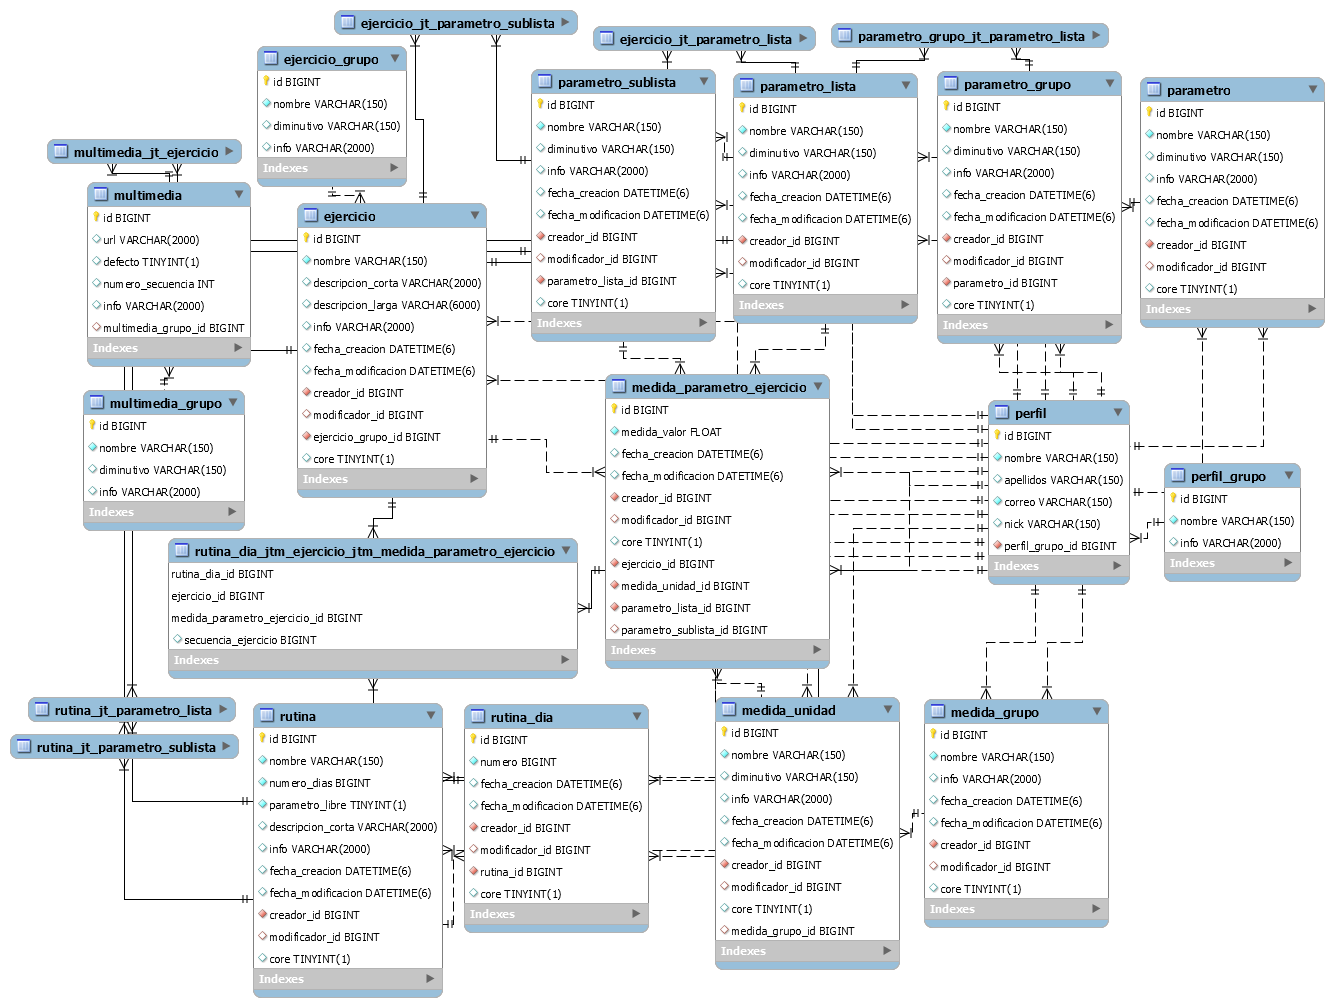 ejercicio_jt_parametro_sublista
ejercicio_jt_parametro_lista
parametro_grupo_jt_parametro_lista
ejercicio_grupo
id BIGINT
nombre VARCHAR(150)
diminutivo VARCHAR(150)
info VARCHAR(2000)
Indexes
parametro_sublista
id BIGINT
nombre VARCHAR(150)
diminutivo VARCHAR(150)
info VARCHAR(2000)
fecha_creacion DATETIME(6)
fecha_modificacion DATETIME(6)
creador_id BIGINT
modificador_id BIGINT
parametro_lista_id BIGINT
core TINYINT(1)
Indexes
parametro_lista
id BIGINT
nombre VARCHAR(150)
diminutivo VARCHAR(150)
info VARCHAR(2000)
fecha_creacion DATETIME(6)
fecha_modificacion DATETIME(6)
creador_id BIGINT
modificador_id BIGINT
core TINYINT(1)
Indexes
parametro_grupo
id BIGINT
nombre VARCHAR(150)
diminutivo VARCHAR(150)
info VARCHAR(2000)
fecha_creacion DATETIME(6)
fecha_modificacion DATETIME(6)
creador_id BIGINT
modificador_id BIGINT
parametro_id BIGINT
core TINYINT(1)
Indexes
parametro
id BIGINT
nombre VARCHAR(150)
diminutivo VARCHAR(150)
info VARCHAR(2000)
fecha_creacion DATETIME(6)
fecha_modificacion DATETIME(6)
creador_id BIGINT
modificador_id BIGINT
core TINYINT(1)
Indexes
multimedia_jt_ejercicio
multimedia
id BIGINT
url VARCHAR(2000)
defecto TINYINT(1)
numero_secuencia INT
info VARCHAR(2000)
multimedia_grupo_id BIGINT
Indexes
ejercicio
id BIGINT
nombre VARCHAR(150)
descripcion_corta VARCHAR(2000)
descripcion_larga VARCHAR(6000)
info VARCHAR(2000)
fecha_creacion DATETIME(6)
fecha_modificacion DATETIME(6)
creador_id BIGINT
modificador_id BIGINT
ejercicio_grupo_id BIGINT
core TINYINT(1)
Indexes
multimedia_grupo
id BIGINT
nombre VARCHAR(150)
diminutivo VARCHAR(150)
info VARCHAR(2000)
Indexes
medida_parametro_ejercicio
id BIGINT
medida_valor FLOAT
fecha_creacion DATETIME(6)
fecha_modificacion DATETIME(6)
creador_id BIGINT
modificador_id BIGINT
core TINYINT(1)
ejercicio_id BIGINT
medida_unidad_id BIGINT
parametro_lista_id BIGINT
parametro_sublista_id BIGINT
Indexes
perfil
id BIGINT
nombre VARCHAR(150)
apellidos VARCHAR(150)
correo VARCHAR(150)
nick VARCHAR(150)
perfil_grupo_id BIGINT
Indexes
perfil_grupo
id BIGINT
nombre VARCHAR(150)
info VARCHAR(2000)
Indexes
rutina_dia_jtm_ejercicio_jtm_medida_parametro_ejercicio
rutina_dia_id BIGINT
ejercicio_id BIGINT
medida_parametro_ejercicio_id BIGINT
secuencia_ejercicio BIGINT
Indexes
rutina_jt_parametro_lista
rutina_jt_parametro_sublista
rutina
id BIGINT
nombre VARCHAR(150)
numero_dias BIGINT
parametro_libre TINYINT(1)
descripcion_corta VARCHAR(2000)
info VARCHAR(2000)
fecha_creacion DATETIME(6)
fecha_modificacion DATETIME(6)
creador_id BIGINT
modificador_id BIGINT
core TINYINT(1)
Indexes
rutina_dia
id BIGINT
numero BIGINT
fecha_creacion DATETIME(6)
fecha_modificacion DATETIME(6)
creador_id BIGINT
modificador_id BIGINT
rutina_id BIGINT
core TINYINT(1)
Indexes
medida_unidad
id BIGINT
nombre VARCHAR(150)
diminutivo VARCHAR(150)
info VARCHAR(2000)
fecha_creacion DATETIME(6)
fecha_modificacion DATETIME(6)
creador_id BIGINT
modificador_id BIGINT
core TINYINT(1)
medida_grupo_id BIGINT
Indexes
medida_grupo
id BIGINT
nombre VARCHAR(150)
info VARCHAR(2000)
fecha_creacion DATETIME(6)
fecha_modificacion DATETIME(6)
creador_id BIGINT
modificador_id BIGINT
core TINYINT(1)
Indexes